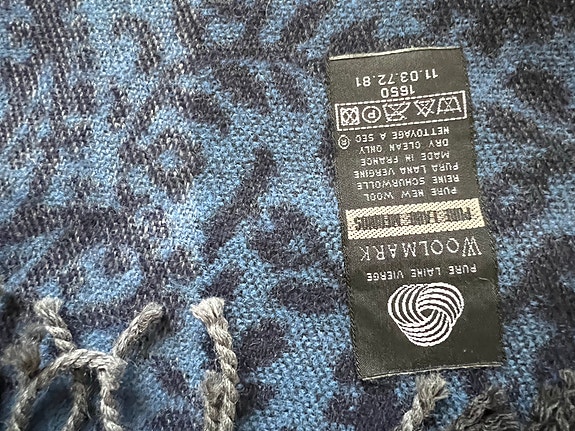 PURE LAINE VIERGE
WOOLMARK
PURE NEW WOOL
REINE SCHURWOLLE
PURA LANA VERGINE
MADE IN FRANCE
DRY CLEAN ONLY
NETTOYAGE A SEC
®
P
1650
11.03.72.81